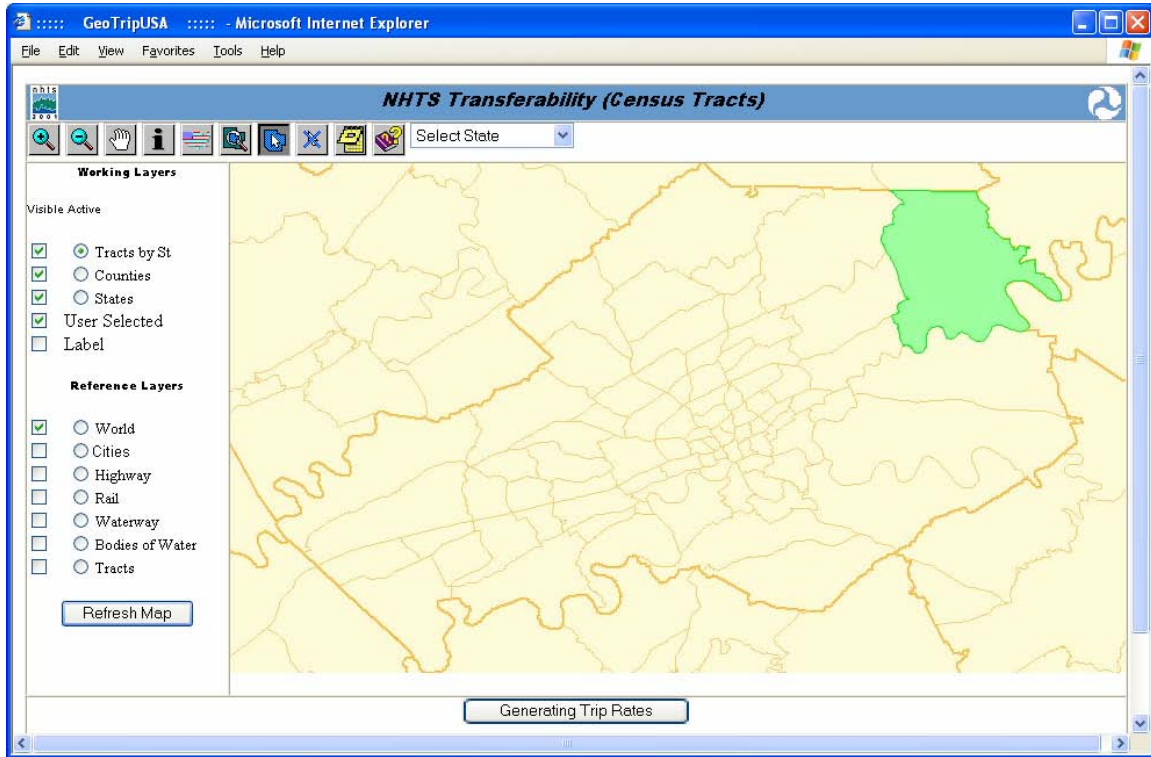 ::::: GeoTripUSA ::::: - Microsoft Internet Explorer
File Edit View Favorites Tools Help
nhts
2001
NHTS Transferability (Census Tracts)
Select State
Working Layers
Visible Active
Tracts by St
Counties
States
User Selected
Label
Reference Layers
World
Cities
Highway
Rail
Waterway
Bodies of Water
Tracts
Refresh Map
Generating Trip Rates